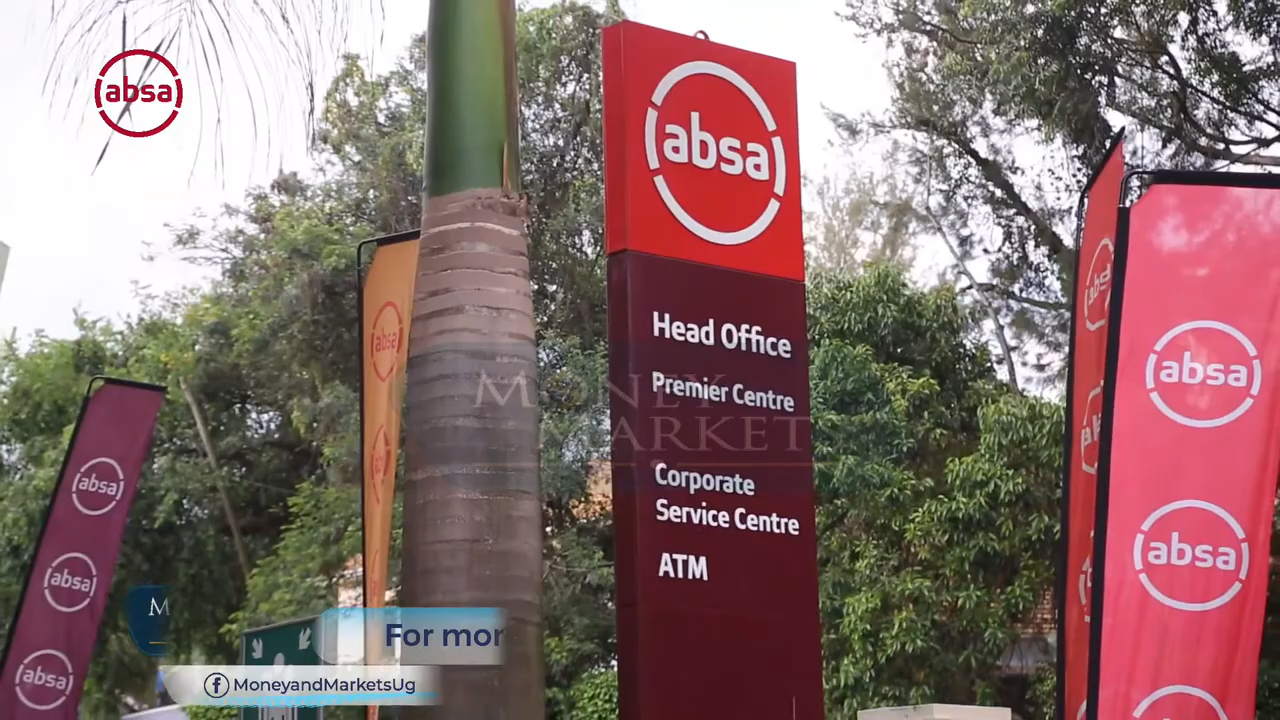 absa
absa
Head Office
Premier Centre
Corporate
Service Centre
ATM
absa
absa
absa
absa
absa
absa
absa
MONEY
MARKET
M
For mor
MoneyandMarketsUg